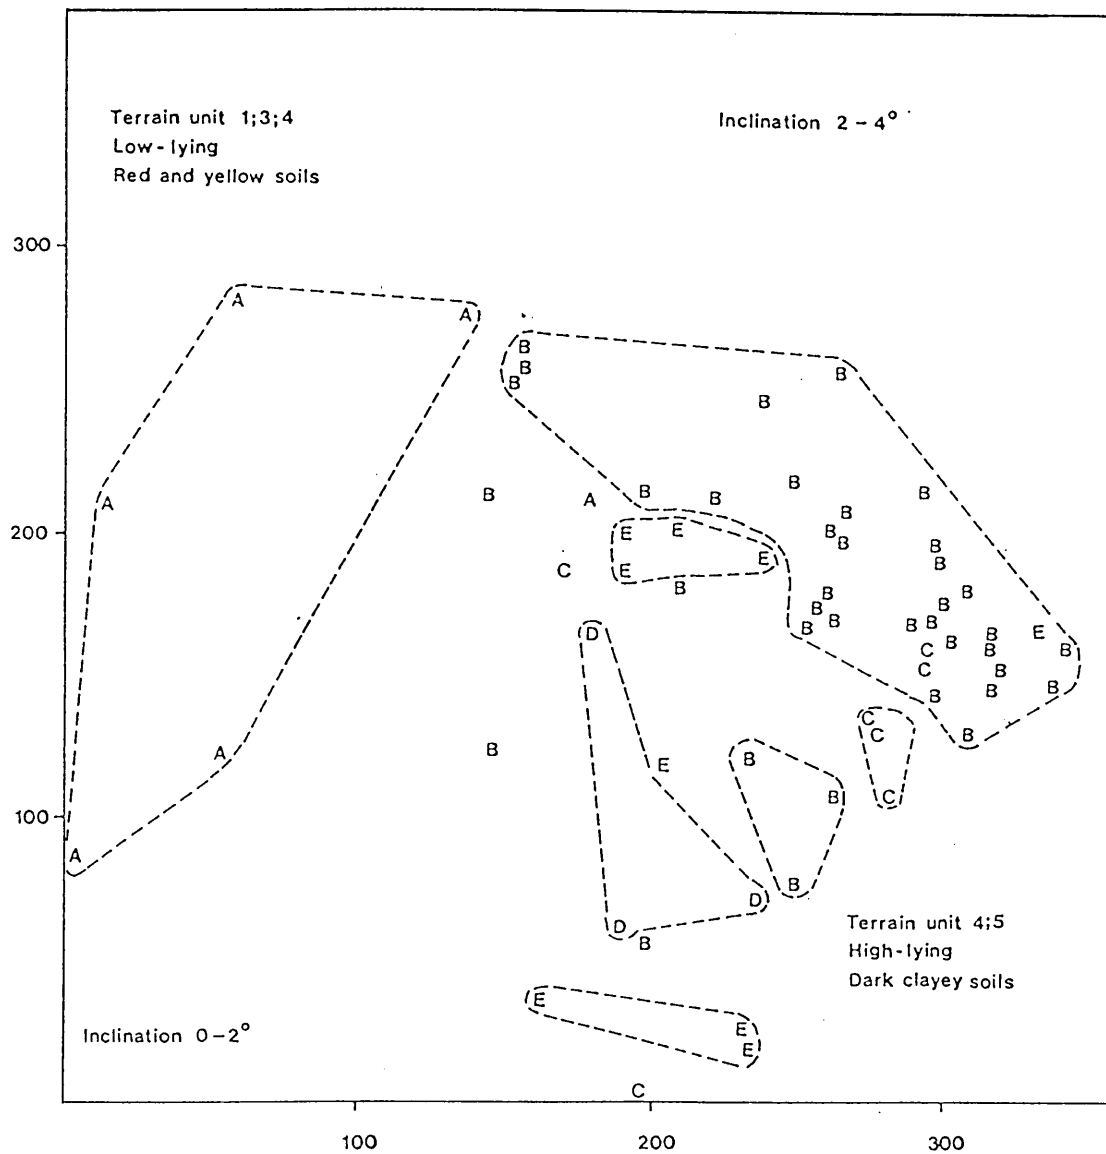 Terrain unit 1;3;4
Low-lying
Red and yellow soils
Inclination 2-4°
300
A
A
B
B
B
B
B
A
B
A
B
B
B
B
B
200
E
E
B
B
B
E
C
E
B
B
B
B
B
B
B
B
B
B
B
B
D
B
B
E
C
B
B
C
B
B
B
B
B
C
C
B
A
B
E
B
A
B
C
100
B
D
Terrain unit 4;5
High-lying
Dark clayey soils
D
B
E
E
E
Inclination 0-2°
C
100
200
300